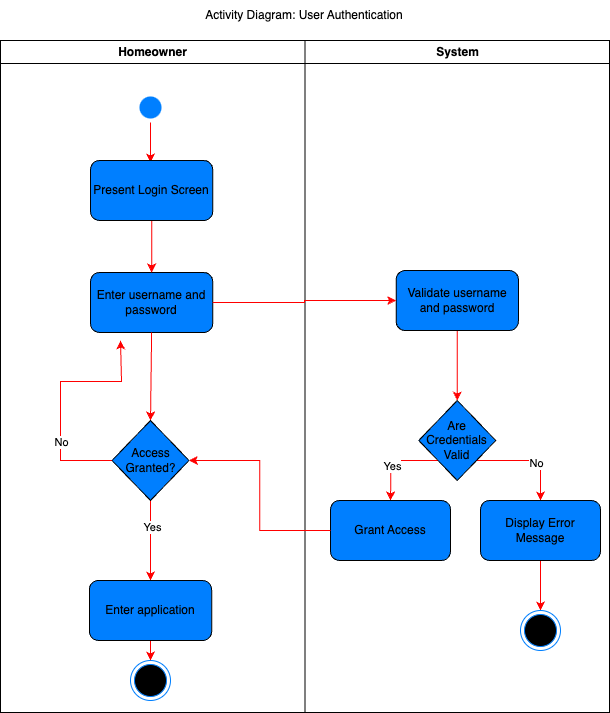 Activity Diagram: User Authentication
Homeowner
System
Present Login Screen
Enter username and
password
Validate username
and password
Are
Credentials
Valid
No
Access
Granted?
Yes
No
Yes
Grant Access
Display Error
Message
Enter application